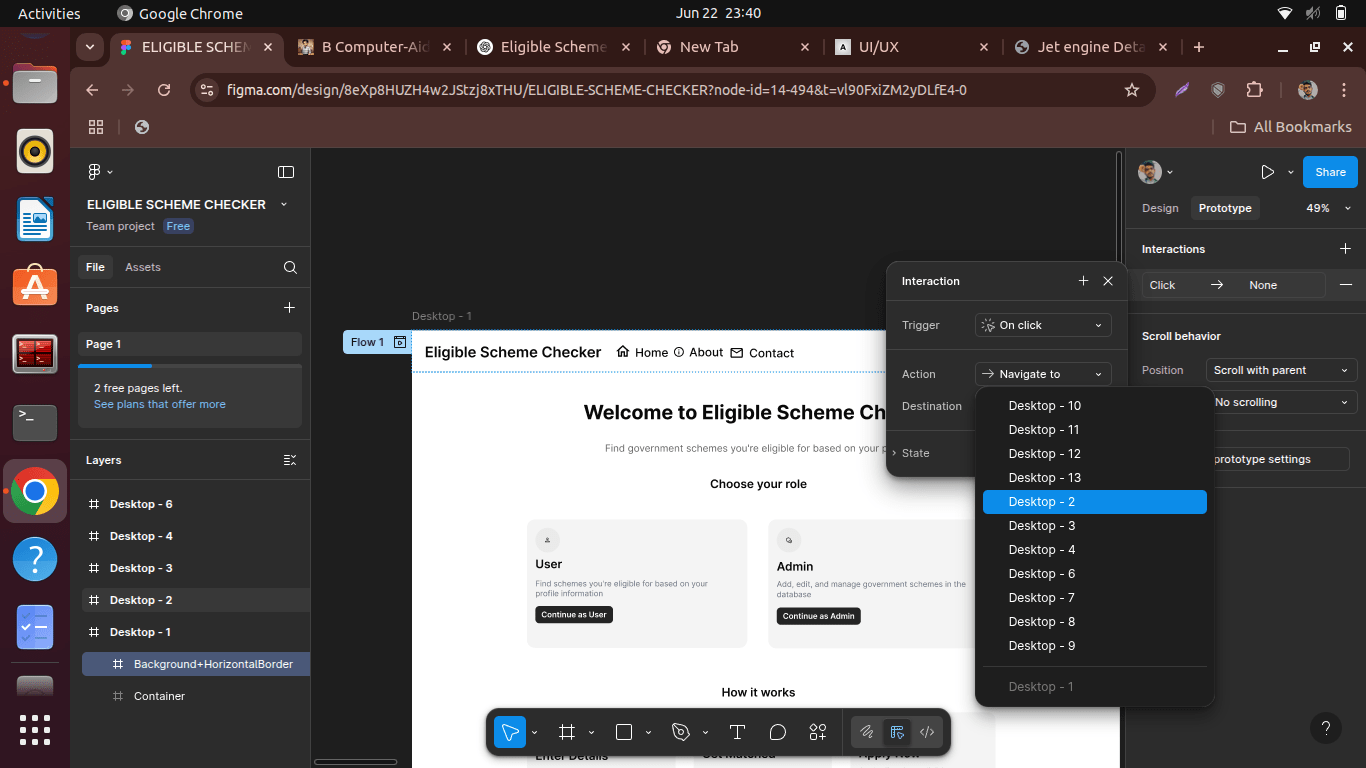 Activities
Google Chrome
Jun 22 23:40
ELIGIBLE SCHEM
B Computer-Aid
Eligible Scheme
New Tab
A UI/UX
Jet engine Deta
figma.com/design/8eXp8HUZH4w2JStzj8xTHU/ELIGIBLE-SCHEME-CHECKER?node-id=14-494&t=vl90FxiZM2yDLfE4-0
All Bookmarks
ELIGIBLE SCHEME CHECKER
Team project Free
File Assets
Pages
Page 1
2 free pages left.
See plans that offer more
Layers
Desktop - 6
Desktop - 4
Desktop - 3
Desktop - 2
Desktop - 1
Background+HorizontalBorder
Container
Desktop - 1
Flow 1
Eligible Scheme Checker Home About Contact
Welcome to Eligible Scheme Ch
Find government schemes you're eligible for based on your p
Choose your role
User
Find schemes you're eligible for based on your
profile information
Continue as User
Admin
Add, edit, and manage government schemes in the
database
Continue as Admin
How it works
Enter Details
Get matched
Apply Now
Interaction
Trigger On click
Action Navigate to
Destination
State
Desktop - 10
Desktop - 11
Desktop - 12
Desktop - 13
Desktop - 2
Desktop - 3
Desktop - 4
Desktop - 6
Desktop - 7
Desktop - 8
Desktop - 9
Desktop - 1
Share
Design Prototype 49%
Interactions
Click None
Scroll behavior
Position Scroll with parent
No scrolling
prototype settings
?